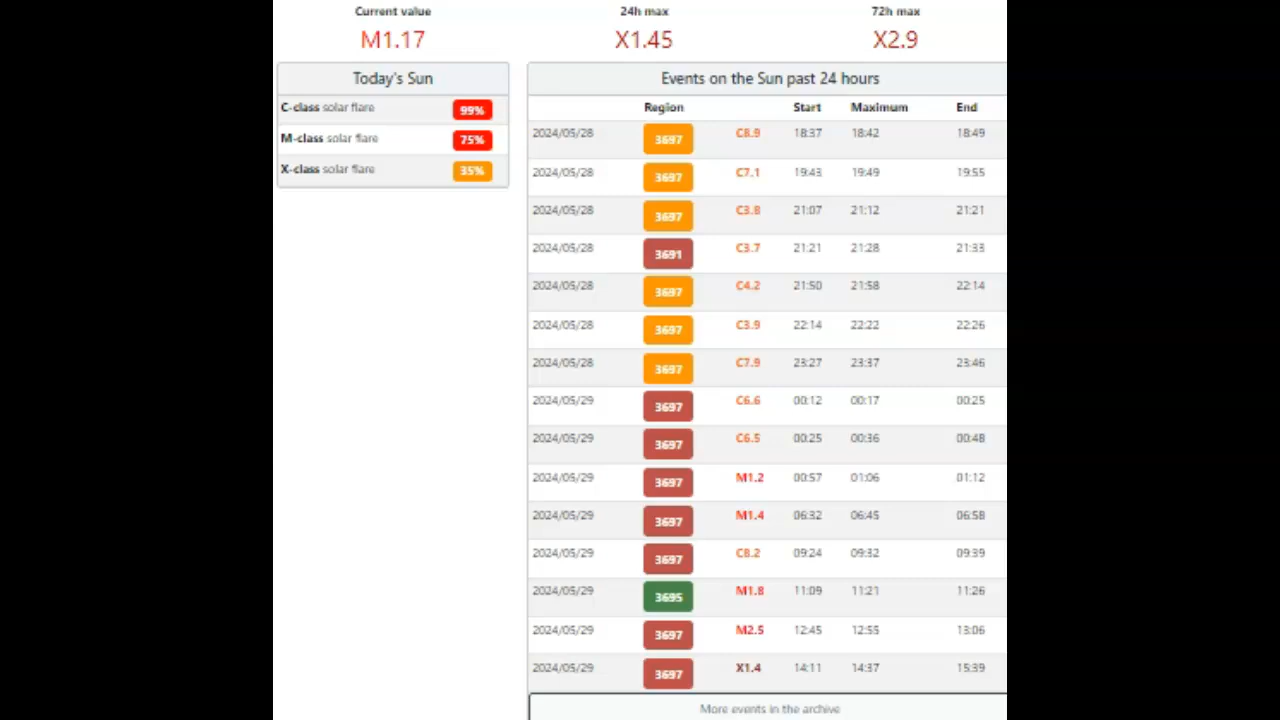 Current value 24h max 72h max
M1.17 X1.45 X2.9
Today's Sun
C-class solar flare 99%
M-class solar flare 75%
X-class solar flare 35%
Events on the Sun past 24 hours
Region Start Maximum End
2024/05/28 3697 C8.9 18:37 18:42 18:49
2024/05/28 3697 C7.1 19:43 19:49 19:55
2024/05/28 3697 C3.8 21:07 21:12 21:21
2024/05/28 3691 C3.7 21:21 21:28 21:33
2024/05/28 3697 C4.2 21:50 21:58 22:14
2024/05/28 3697 C3.9 22:14 22:22 22:26
2024/05/28 3697 C7.9 23:27 23:37 23:46
2024/05/29 3697 C6.6 00:12 00:17 00:25
2024/05/29 3697 C6.5 00:25 00:36 00:48
2024/05/29 3697 M1.2 00:57 01:06 01:12
2024/05/29 3697 M1.4 06:32 06:45 06:58
2024/05/29 3697 C8.2 09:24 09:32 09:39
2024/05/29 3695 M1.8 11:09 11:21 11:26
2024/05/29 3697 M2.5 12:45 12:55 13:06
2024/05/29 3697 X1.4 14:11 14:37 15:39
More events in the archive